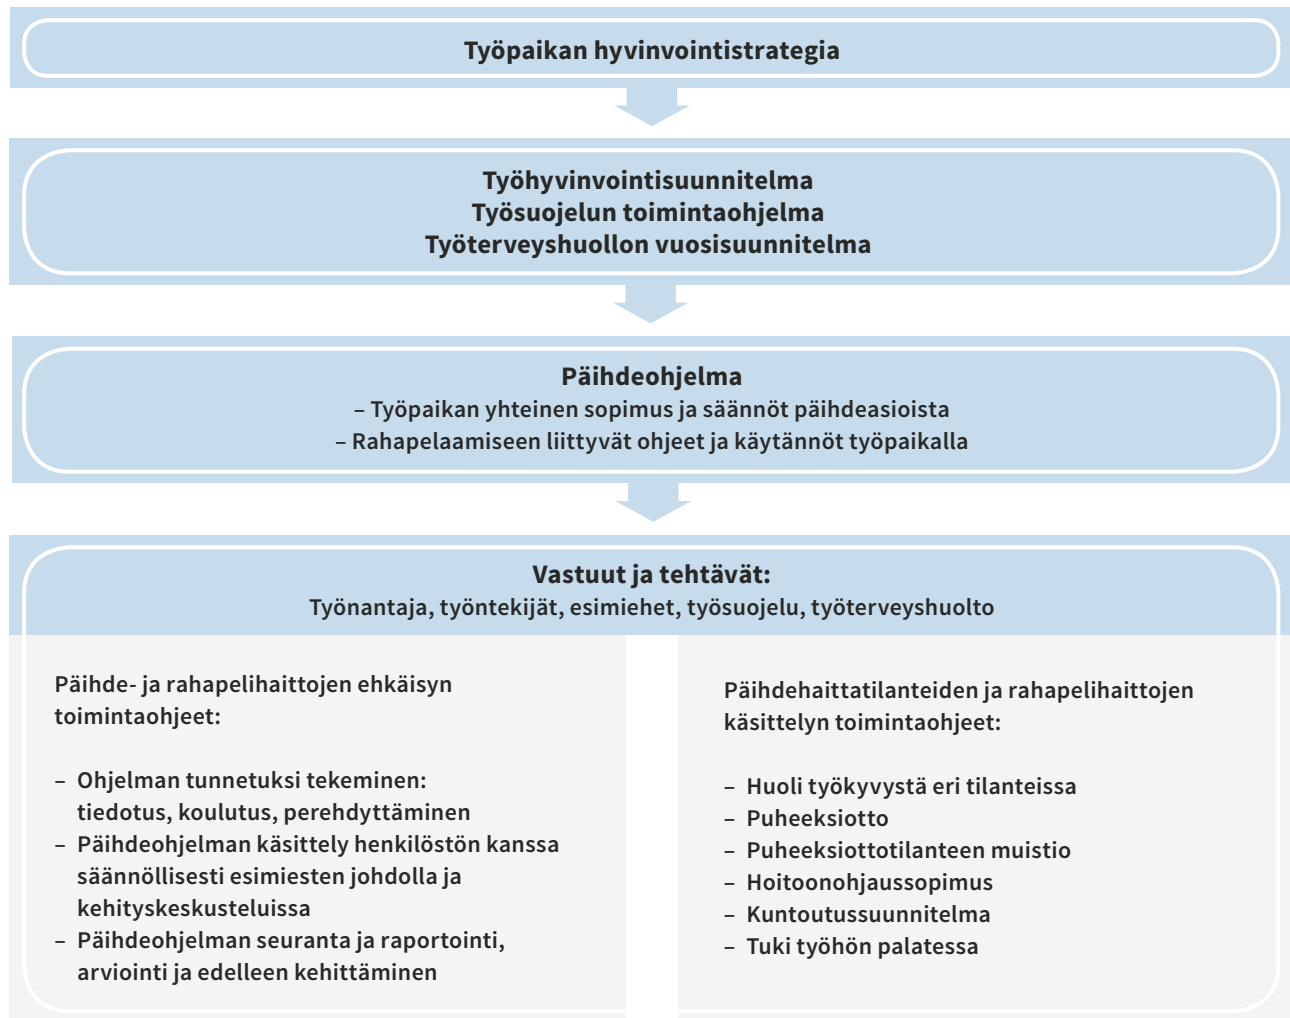 Työpaikan hyvinvointistrategia
Työhyvinvointisuunnitelma
Työsuojelun toimintaohjelma
Työterveyshuollon vuosisuunnitelma
Päihdeohjelma
– Työpaikan yhteinen sopimus ja säännöt päihdeasioista
– Rahapelaamiseen liittyvät ohjeet ja käytännöt työpaikalla
Vastuut ja tehtävät:
Työnantaja, työntekijät, esimiehet, työsuojelu, työterveyshuolto
Päihde- ja rahapelihaittojen ehkäisyn
toimintaohjeet:
– Ohjelman tunnetuksi tekeminen:
tiedotus, koulutus, perehdyttäminen
– Päihdeohjelman käsittely henkilöstön kanssa
säännöllisesti esimiesten johdolla ja
kehityskeskusteluissa
– Päihdeohjelman seuranta ja raportointi,
arviointi ja edelleen kehittäminen
Päihdehaittatilanteiden ja rahapelihaittojen
käsittelyn toimintaohjeet:
– Huoli työkyvystä eri tilanteissa
– Puheeksiotto
– Puheeksiottotilanteen muistio
– Hoitoonohjaussopimus
– Kuntoutussuunnitelma
– Tuki työhön palatessa